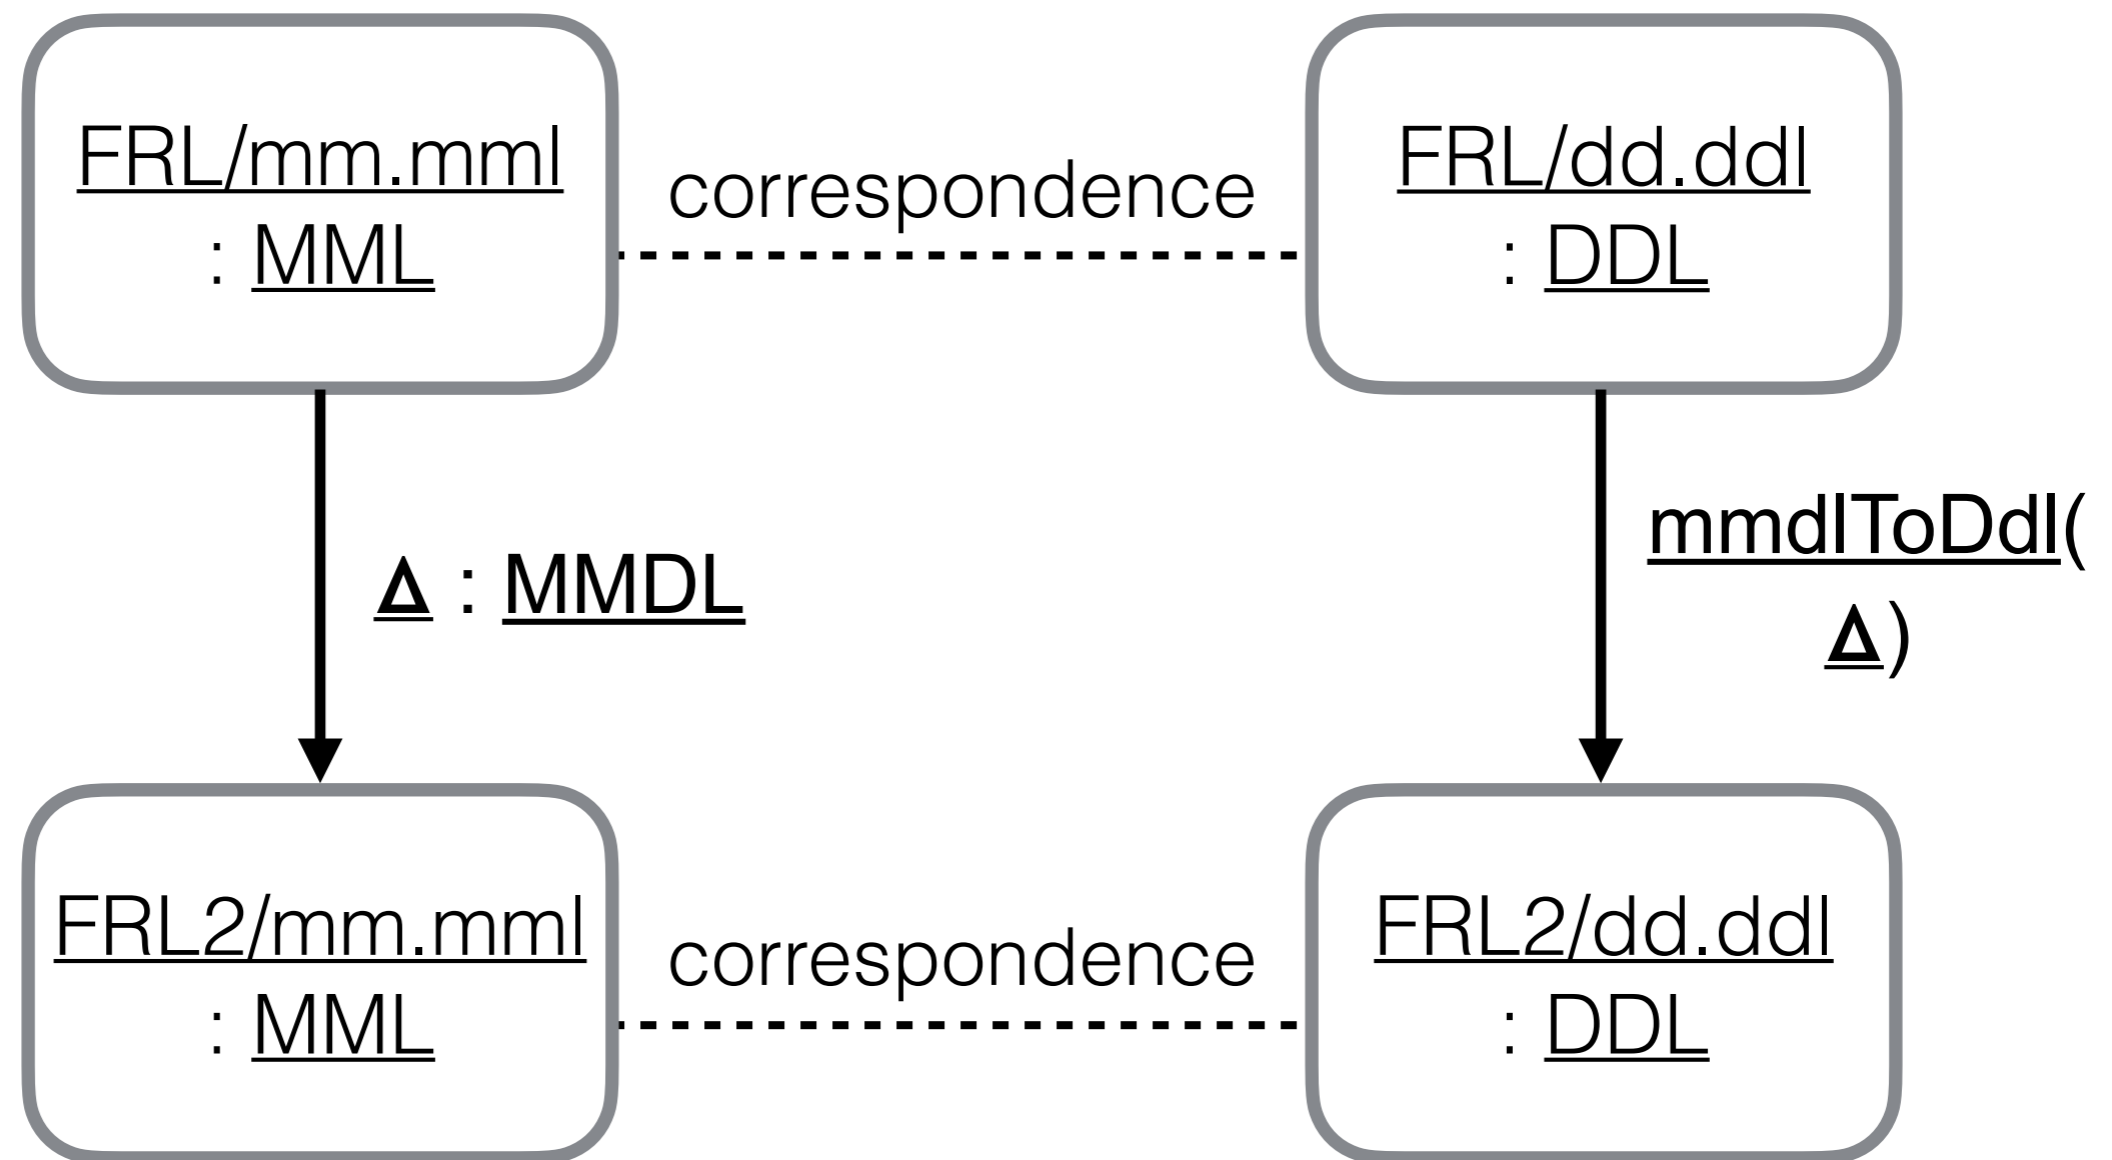 FRL/mm.mml
: MML
correspondence
FRL/dd.ddl
: DDL
Δ : MMDL
mmdlToDdl(
Δ)
FRL2/mm.mml
: MML
correspondence
FRL2/dd.ddl
: DDL